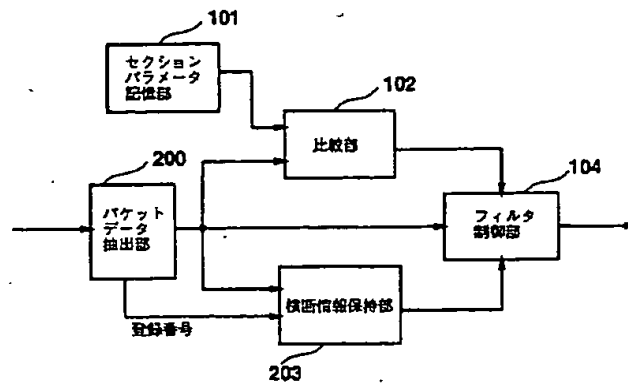 101
セクション
パラメータ
記憶部
102
比較部
200
パケット
データ
抽出部
104
フィルタ
制御部
横断情報保持部
登録番号
203